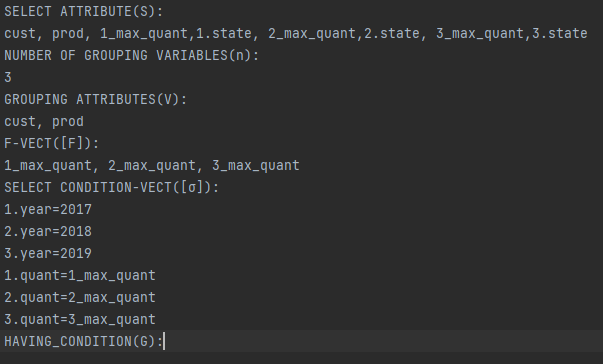 SELECT ATTRIBUTE(S):
cust, prod, 1_max_quant,1.state, 2_max_quant,2.state, 3_max_quant,3.state
NUMBER OF GROUPING VARIABLES(n):
3
GROUPING ATTRIBUTES(V):
cust, prod
F-VECT([F]):
1_max_quant, 2_max_quant, 3_max_quant
SELECT CONDITION-VECT([σ]):
1.year=2017
2.year=2018
3.year=2019
1.quant=1_max_quant
2.quant=2_max_quant
3.quant=3_max_quant
HAVING_CONDITION(G):